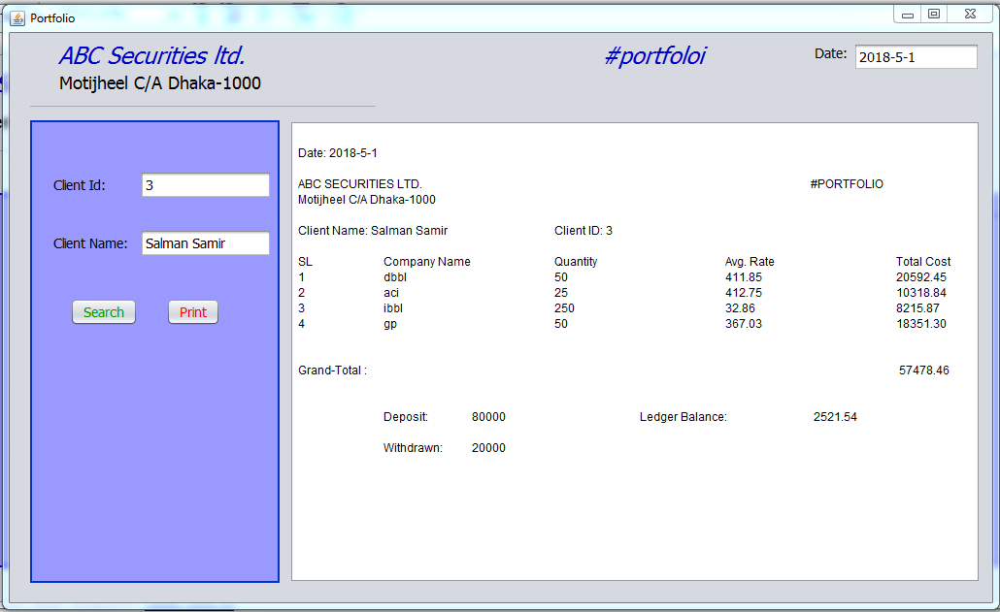 Portfolio
ABC Securities ltd.
#portfoloi
Date: 2018-5-1
Motijheel C/A Dhaka-1000
Client Id: 3
Client Name: Salman Samir
Search Print
Date: 2018-5-1
ABC SECURITIES LTD. #PORTFOLIO
Motijheel C/A Dhaka-1000
Client Name: Salman Samir Client ID: 3
SL Company Name Quantity Avg. Rate Total Cost
1 dbbl 50 411.85 20592.45
2 aci 25 412.75 10318.84
3 ibbl 250 32.86 8215.87
4 gp 50 367.03 18351.30
Grand-Total : 57478.46
Deposit: 80000 Ledger Balance: 2521.54
Withdrawn: 20000